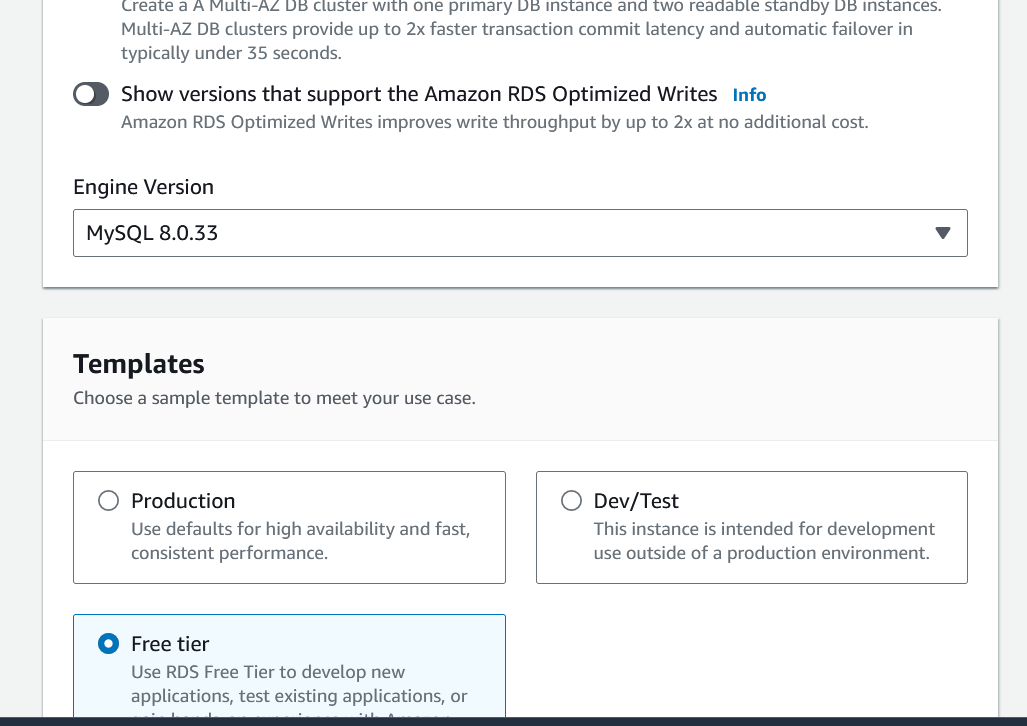 Create a A Multi-AZ DB cluster with one primary DB instance and two readable standby DB instances.
Multi-AZ DB clusters provide up to 2x faster transaction commit latency and automatic failover in
typically under 35 seconds.
Show versions that support the Amazon RDS Optimized Writes Info
Amazon RDS Optimized Writes improves write throughput by up to 2x at no additional cost.
Engine Version
MySQL 8.0.33
Templates
Choose a sample template to meet your use case.
Production
Use defaults for high availability and fast,
consistent performance.
Dev/Test
This instance is intended for development
use outside of a production environment.
Free tier
Use RDS Free Tier to develop new
applications, test existing applications, or